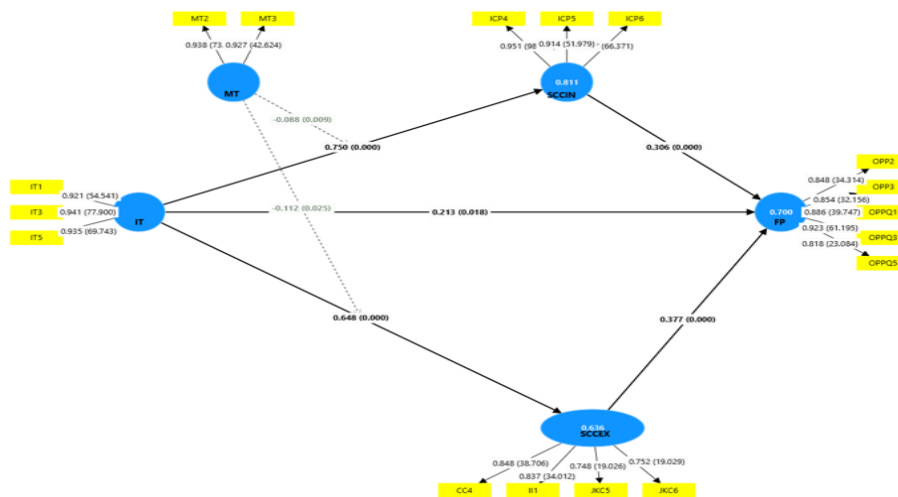 MT2 MT3
0.938 (73. 0.927 (42.624)
MT
ICP4 ICP5 ICP6
0.951 (98 0.914 (51.979) - (66.371)
0.811
SCCIN
-0.088 (0.009)
0.750 (0.000)
0.306 (0.000)
IT1
IT3
IT5
0.921 (54.541)
0.941 (77.900)
0.935 (69.743)
IT
-0.112 (0.025)
0.213 (0.018)
0.700
FP
0.848 (34.314)
0.854 (32.156)
0.886 (39.747)
0.923 (61.195)
0.818 (23.084)
OPP2
OPP3
OPPQ1
OPPQ3
OPPQ5
0.648 (0.000)
0.377 (0.000)
0.636
SCCEX
0.848 (38.706)
0.837 (34.012)
0.748 (19.026)
0.752 (19.029)
CC4 II1 JKC5 JKC6